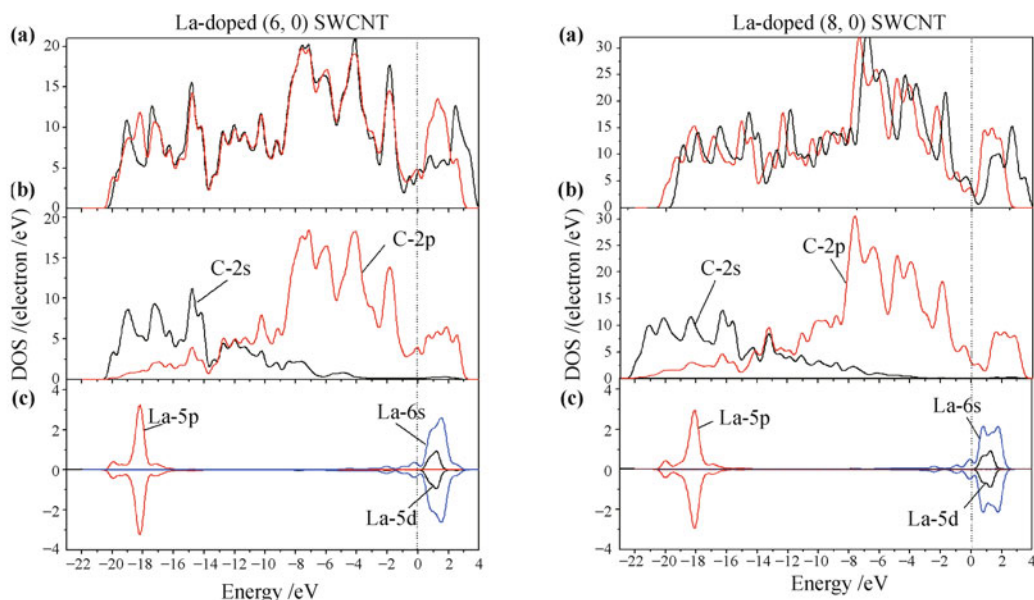 La-doped (6, 0) SWCNT
(a)
20
15
10
5
0
(b)
20
15
10
5
0
C-2s
C-2p
DOS /(electron /eV)
(c)
4
2
0
−2
−4
La-5p
La-6s
La-5d
−22 −20 −18 −16 −14 −12 −10 −8 −6 −4 −2 0 2 4
Energy /eV
La-doped (8, 0) SWCNT
(a)
30
25
20
15
10
5
0
(b)
30
25
20
15
10
5
0
C-2s
C-2p
DOS /(electron /eV)
(c)
4
2
0
−2
−4
La-5p
La-6s
La-5d
−22 −20 −18 −16 −14 −12 −10 −8 −6 −4 −2 0 2 4
Energy /eV